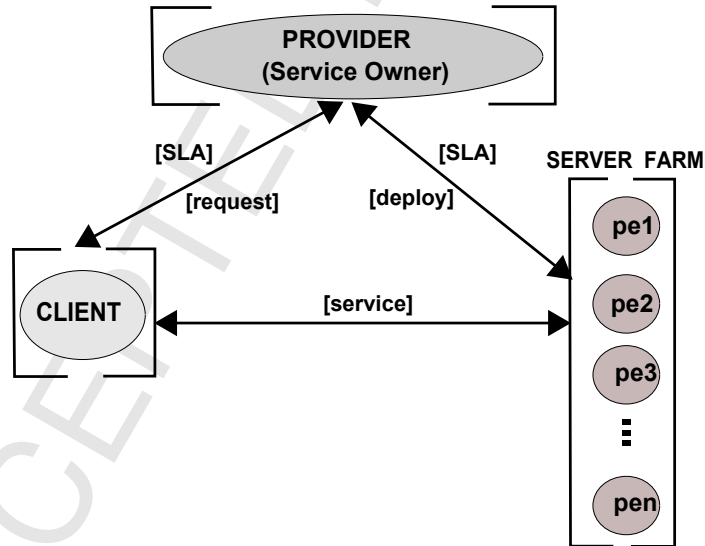 PROVIDER
(Service Owner)
[SLA]
[SLA]
SERVER FARM
[request]
[deploy]
pe1
CLIENT
[service]
pe2
pe3
pen